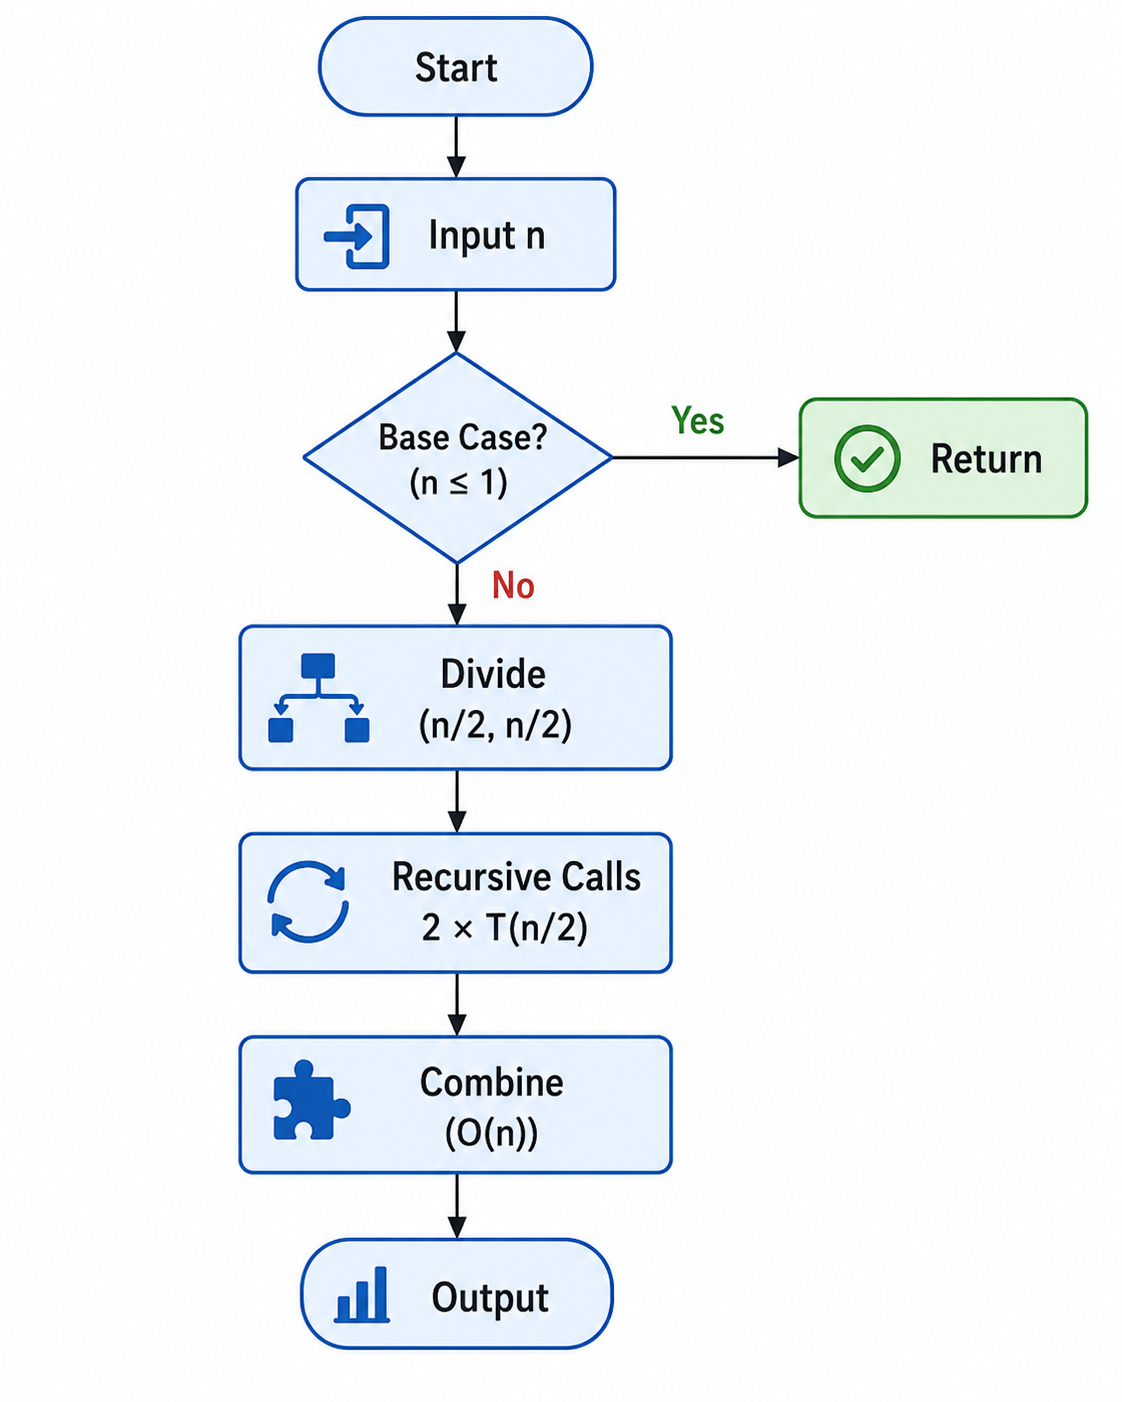 Start
Input n
Base Case?
(n ≤ 1)
Yes
Return
No
Divide
(n/2, n/2)
Recursive Calls
2 × T(n/2)
Combine
(O(n))
Output